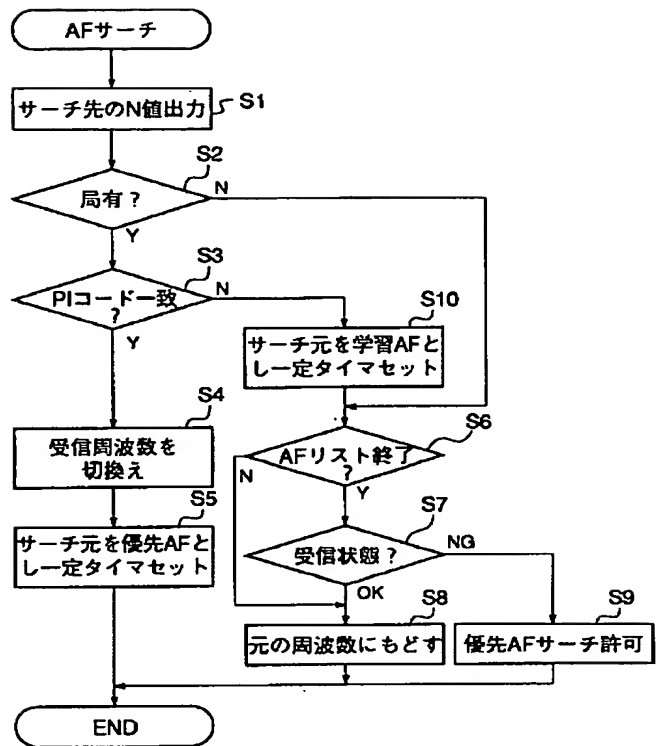 AFサーチ
サーチ先のN値出力
S1
S2
局有？
N
Y
S3
PIコード一致
？
N
Y
S10
サーチ元を学習AFと
し一定タイマセット
S4
受信周波数を
切換え
S6
AFリスト終了
？
N
Y
S5
サーチ元を優先AFと
し一定タイマセット
S7
受信状態？
NG
OK
S8
元の周波数にもどす
S9
優先AFサーチ許可
END